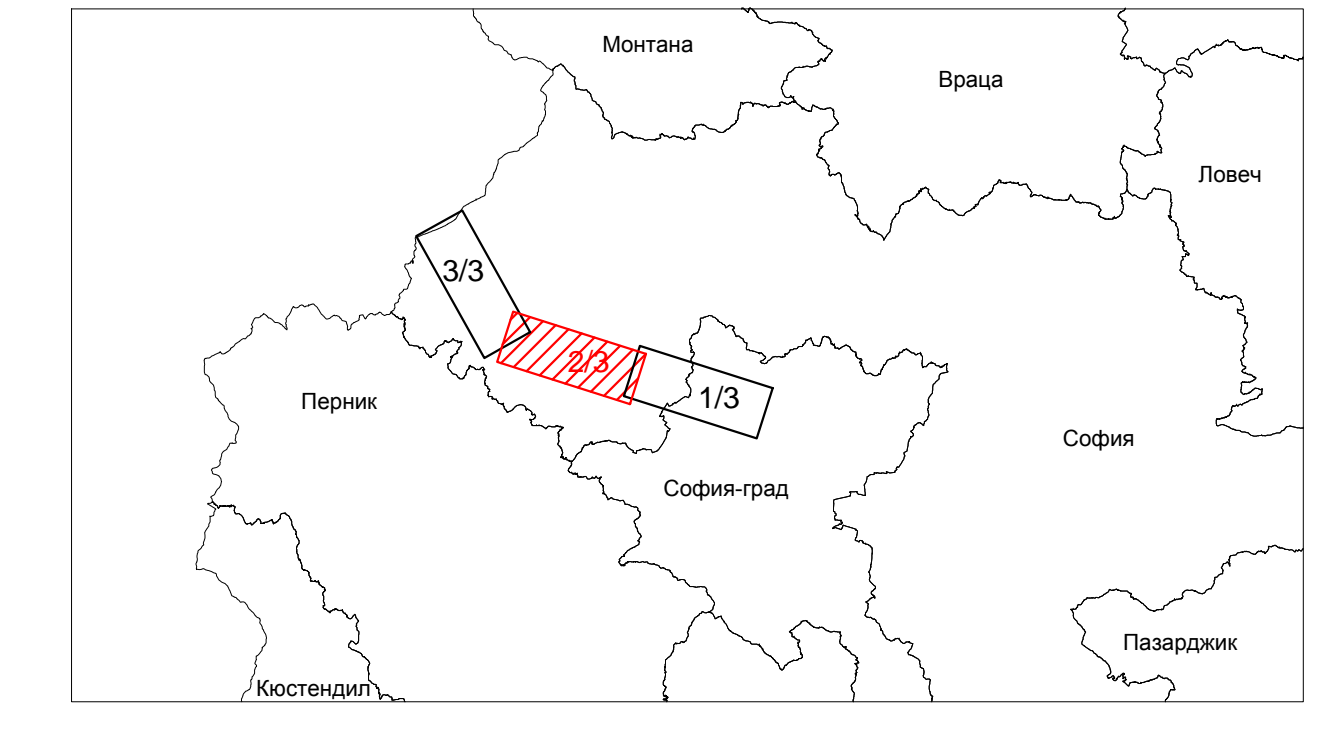 Монтана
Враца
Ловеч
3/3
2/3
1/3
Перник
София
София-град
Пазарджик
Кюстендил